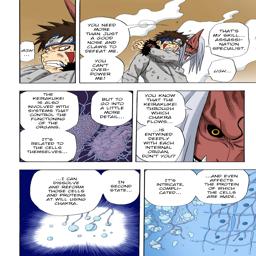 THAT'S
MY SKILL,
ASSASSI-
NATION
SPECIALIST.
UGH...
YOU NEED
MORE THAN
JUST A GOOD
NOSE AND
CLAWS TO
DEFEAT ME.
YOU
CAN'T
OVER-
POWER
ME!
UGH!
YOU KNOW
THAT THE
KEIRAKUKEI
THROUGH
WHICH
CHAKRA
FLOWS...
...IS
ENTWINED
DEEPLY
WITH EACH
INTERNAL
ORGAN,
DON'T
YOU?
BUT TO
GO INTO
A LITTLE
MORE
DETAIL...
THE
KEIRAKUKEI
IS ALSO
INVOLVED WITH
SYSTEMS THAT
CONTROL THE
FUNCTIONING
OF THE
ORGANS.
IT'S
RELATED TO
THE CELLS
THEMSELVES...
...AND EVEN
AFFECTS
THE PROTEIN
OF WHICH
THE CELLS
ARE MADE.
IT'S
INTRICATE,
COMPLI-
CATED...
IN
SECOND
STATE...
...I CAN
DISSOLVE
AND REFORM
THOSE CELLS
AND PROTEINS
AT WILL USING
CHAKRA.